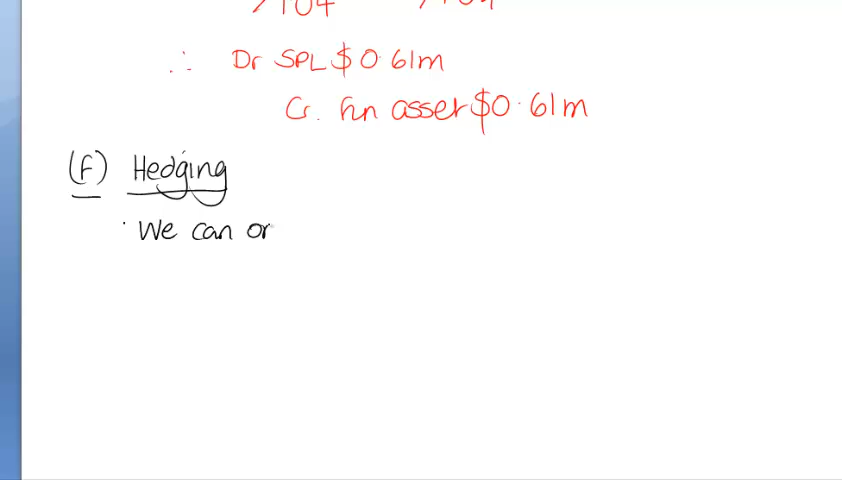 ∴ Dr SPL $0.61m
Cr. Fin asset $0.61m
(F) Hedging
· We can or